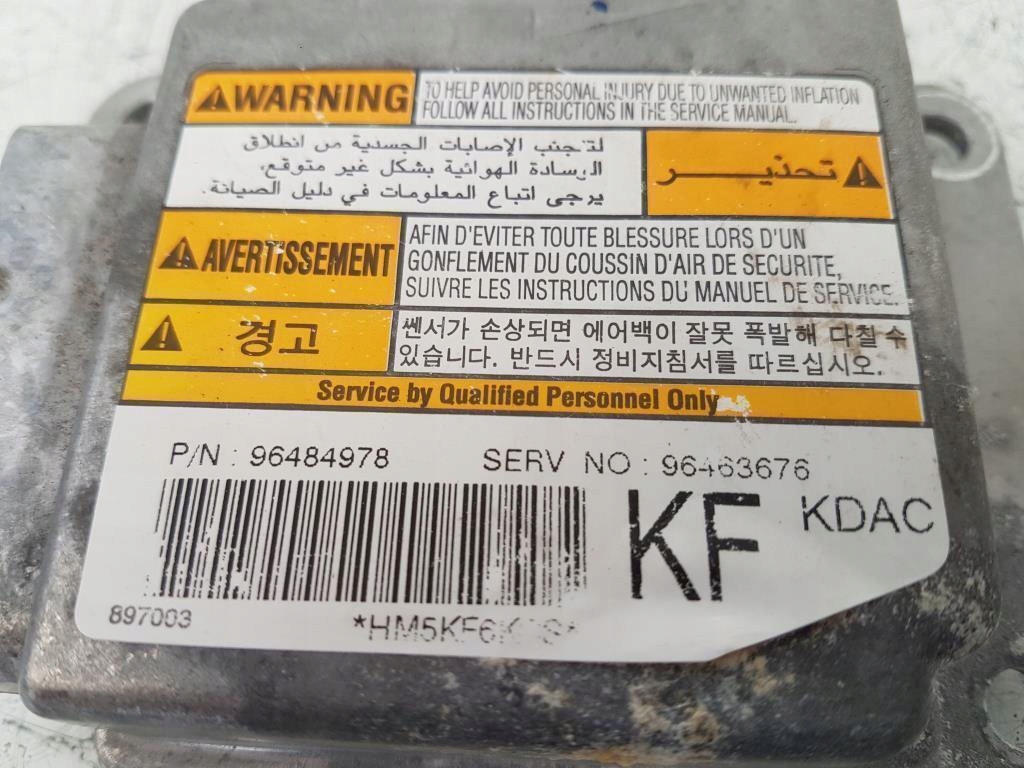 WARNING
TO HELP AVOID PERSONAL INJURY DUE TO UNWANTED INFLATION
FOLLOW ALL INSTRUCTIONS IN THE SERVICE MANUAL.
تحذير
لتجنب الإصابات الجسدية من انطلاق
الوسادة الهوائية بشكل غير متوقع،
يرجى اتباع المعلومات في دليل الصيانة.
AVERTISSEMENT
AFIN D'EVITER TOUTE BLESSURE LORS D'UN
GONFLEMENT DU COUSSIN D'AIR DE SECURITE,
SUIVRE LES INSTRUCTIONS DU MANUEL DE SERVICE.
경고
쎈서가 손상되면 에어백이 잘못 폭발해 다칠 수
있습니다. 반드시 정비지침서를 따르십시오.
Service by Qualified Personnel Only
P/N : 96484978 SERV NO : 96463676
KF KDAC
897003